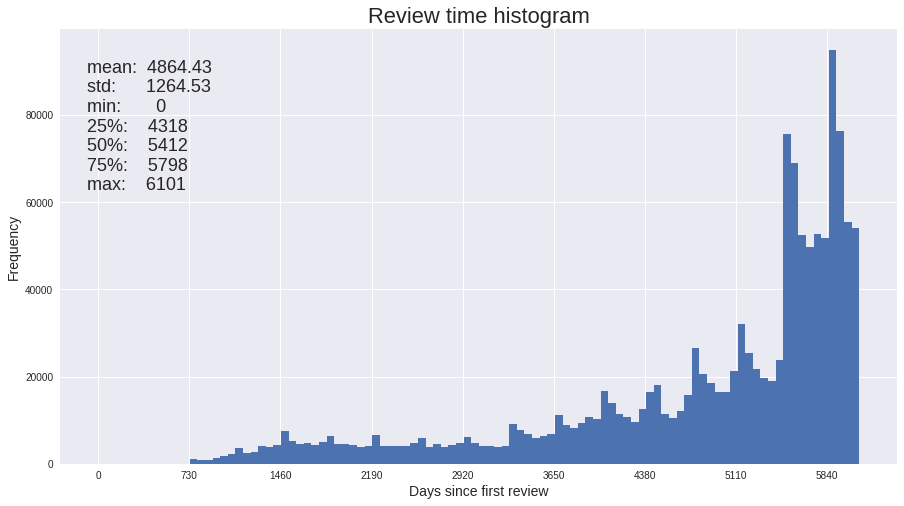 Review time histogram
mean: 4864.43
std: 1264.53
min: 0
25%: 4318
50%: 5412
75%: 5798
max: 6101
80000
60000
40000
20000
0
Frequency
0 730 1460 2190 2920 3650 4380 5110 5840
Days since first review